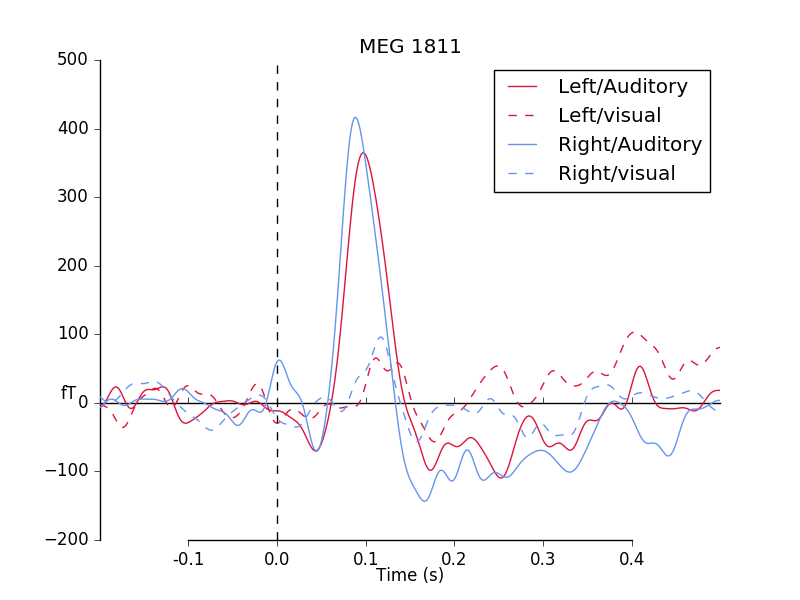 MEG 1811
500
400
300
200
100
0
−100
−200
fT
Left/Auditory
Left/visual
Right/Auditory
Right/visual
-0.1 0.0 0.1 0.2 0.3 0.4
Time (s)